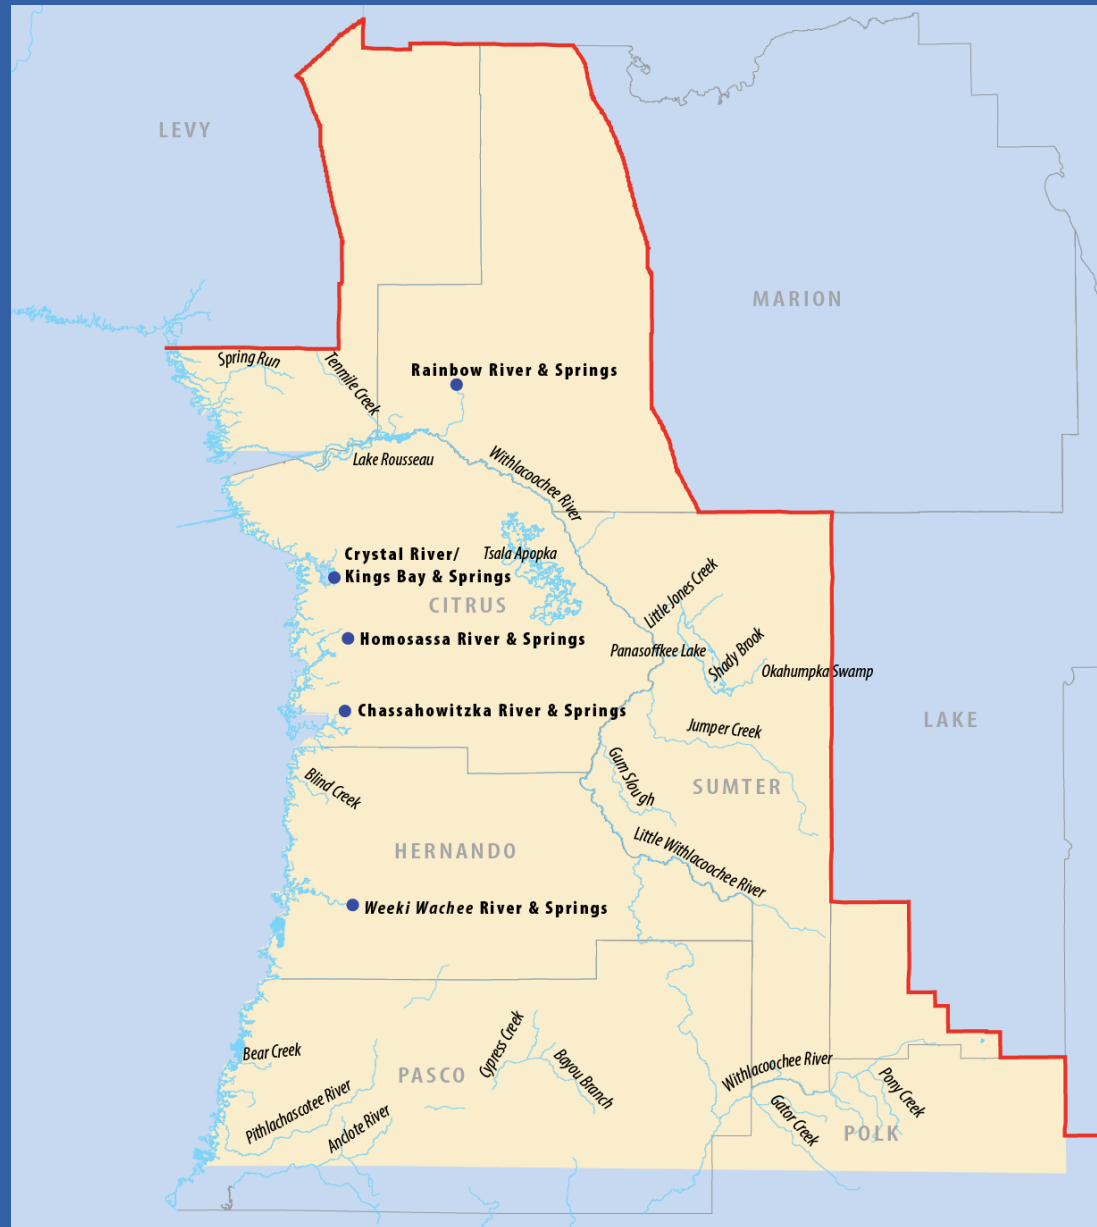 LEVY
MARION
Spring Run
Tenmile Creek
Rainbow River & Springs
Lake Rousseau
Withlacoochee River
Crystal River/
Kings Bay & Springs
Tsala Apopka
CITRUS
Little Jones Creek
Homosassa River & Springs
Panasoffkee Lake
Shady Brook
Okahumpka Swamp
Chassahowitzka River & Springs
Jumper Creek
LAKE
Blind Creek
Gum Slough
SUMTER
HERNANDO
Little Withlacoochee River
Weeki Wachee River & Springs
Bear Creek
PASCO
Cypress Creek
Bayou Branch
Withlacoochee River
Pony Creek
Pithlachascotee River
Anclote River
Gator Creek
POLK